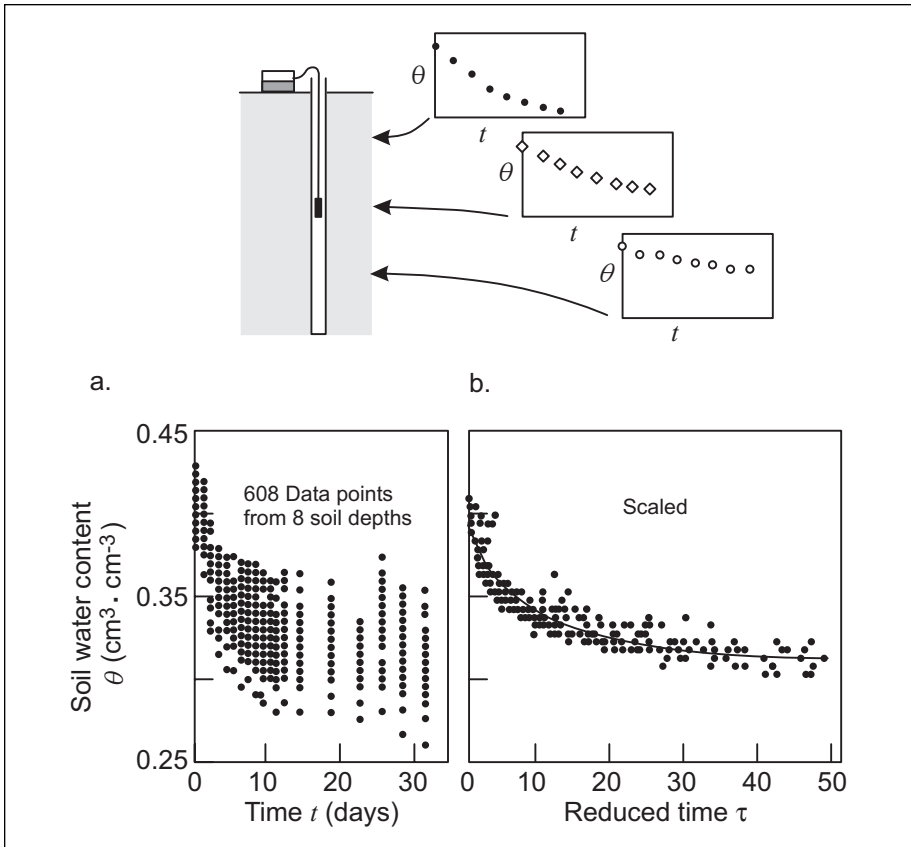 θ
t
θ
t
θ
t
a.
b.
0.45
0.35
0.25
Soil water content
θ (cm³ · cm-³)
608 Data points
from 8 soil depths
0 10 20 30
Time t (days)
Scaled
0 10 20 30 40 50
Reduced time τ